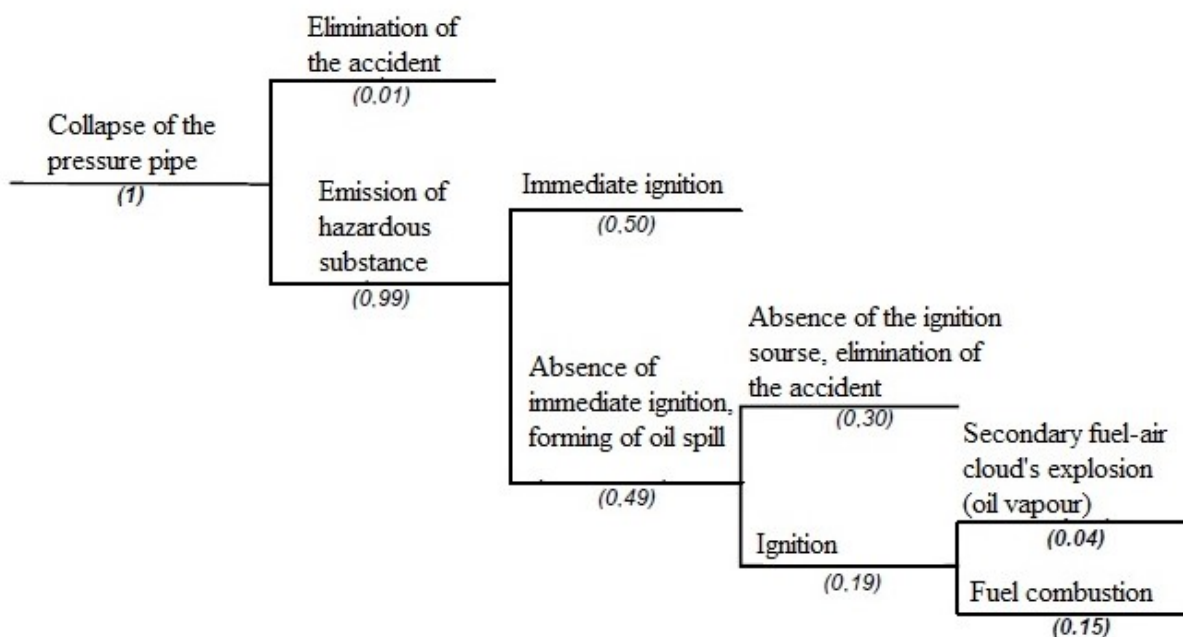 Elimination of
the accident
(0.01)
Collapse of the
pressure pipe
(1)
Emission of
hazardous
substance
(0,99)
Immediate ignition
(0,50)
Absence of
immediate ignition,
forming of oil spill
(0,49)
Absence of the ignition
sourse, elimination of
the accident
(0,30)
Ignition
(0,19)
Secondary fuel-air
cloud's explosion
(oil vapour)
(0.04)
Fuel combustion
(0.15)